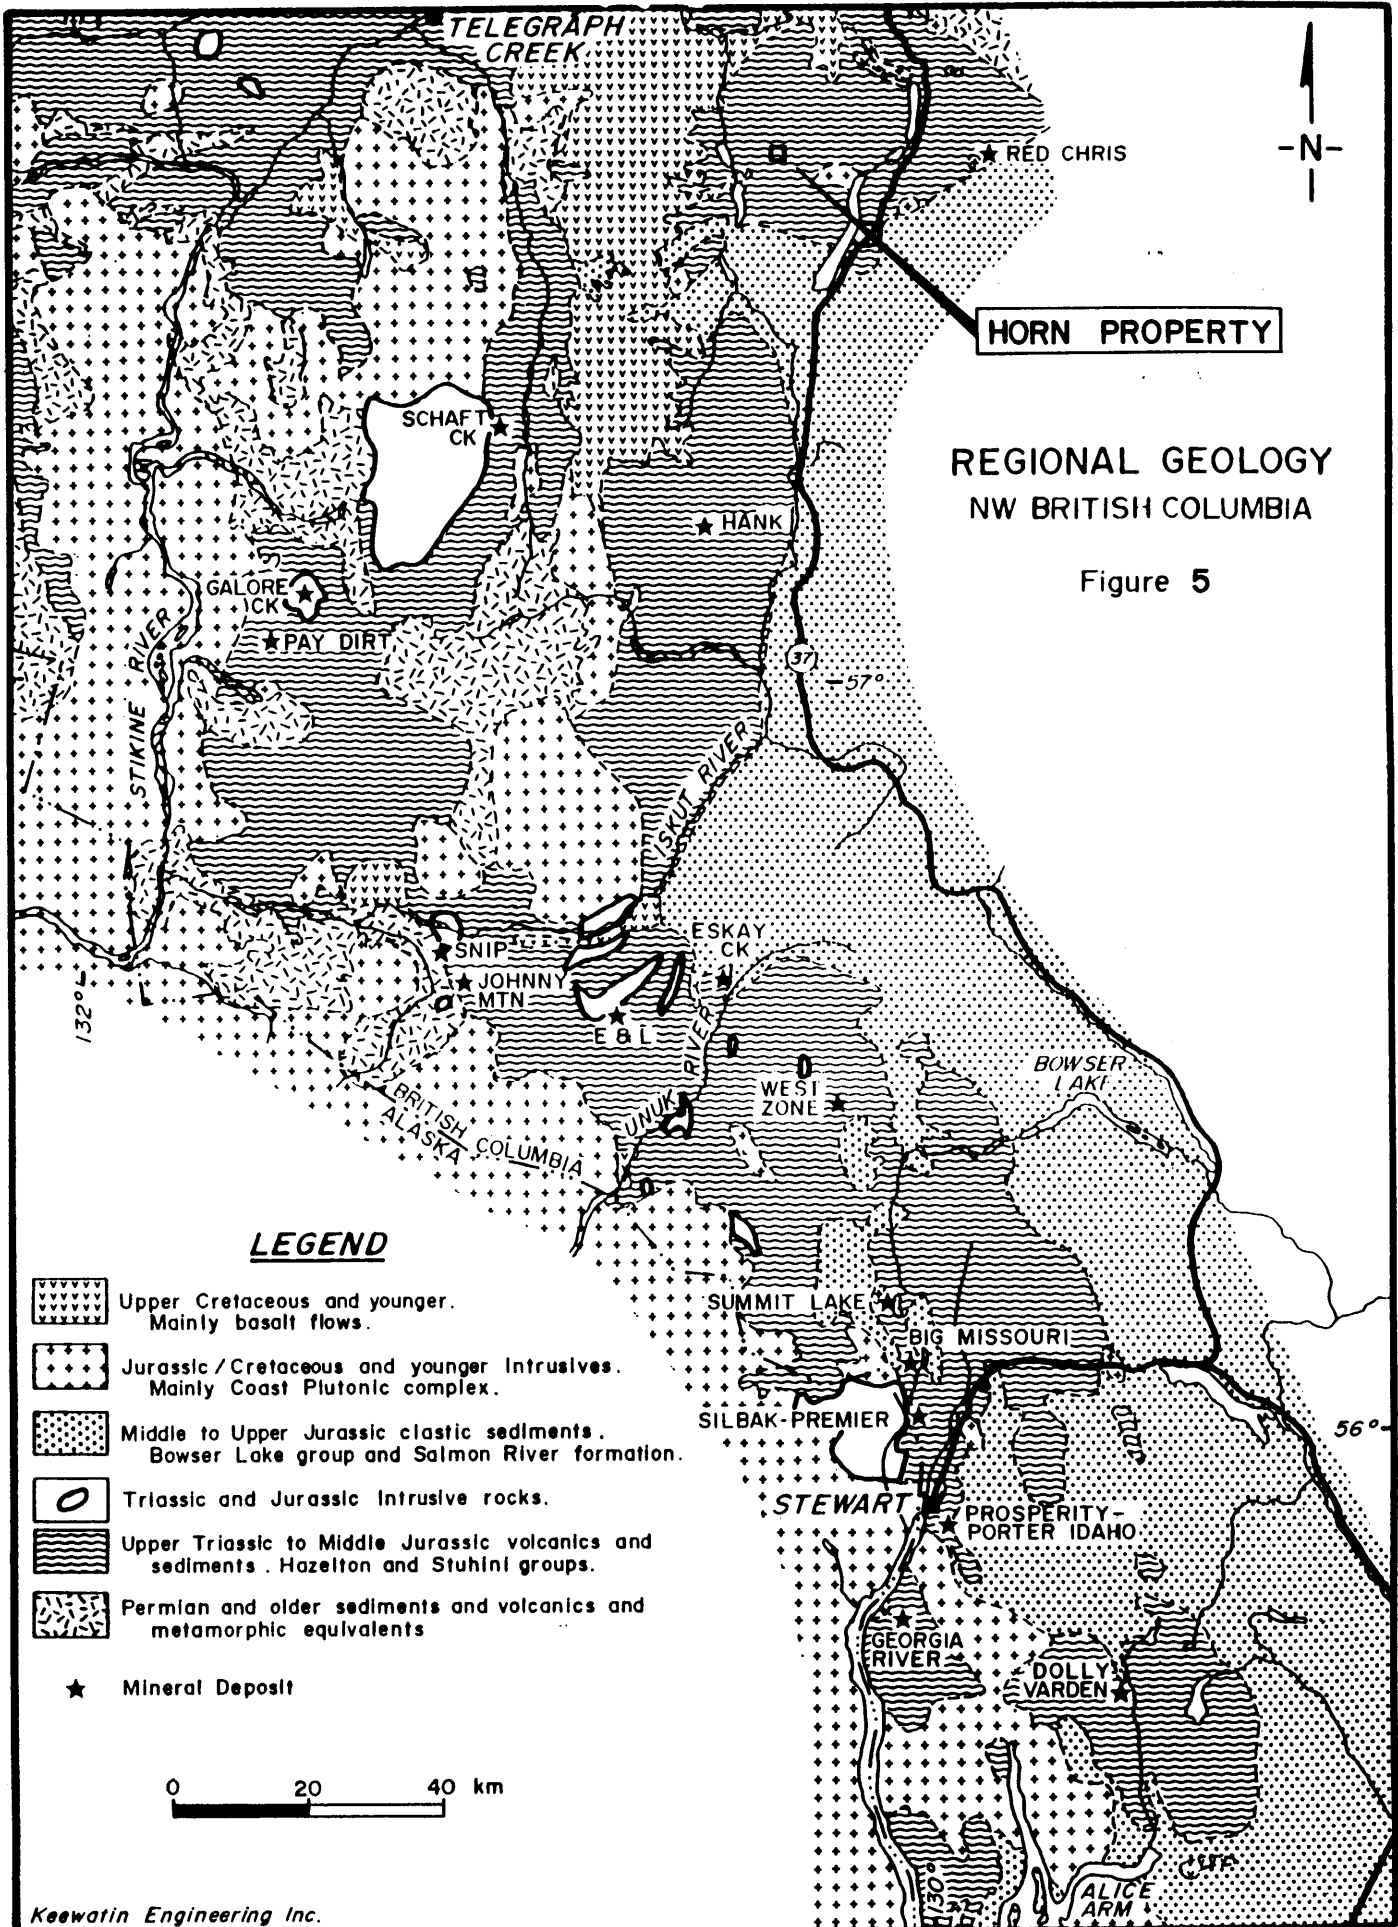 TELEGRAPH
CREEK
-N-
RED CHRIS
HORN PROPERTY
SCHAFT
CK
REGIONAL GEOLOGY
NW BRITISH COLUMBIA
Figure 5
HANK
GALORE
CK
PAY DIRT
STIKINE RIVER
37
57°
ISKUT RIVER
ESKAY
CK
SNIP
JOHNNY
MTN
E & L
132°
UNUK RIVER
WEST
ZONE
BOWSER
LAKE
BRITISH COLUMBIA
ALASKA
LEGEND
Upper Cretaceous and younger.
Mainly basalt flows.
Jurassic / Cretaceous and younger Intrusives.
Mainly Coast Plutonic complex.
Middle to Upper Jurassic clastic sediments.
Bowser Lake group and Salmon River formation.
Triassic and Jurassic Intrusive rocks.
Upper Triassic to Middle Jurassic volcanics and
sediments. Hazelton and Stuhini groups.
Permian and older sediments and volcanics and
metamorphic equivalents
Mineral Deposit
SUMMIT LAKE
BIG MISSOURI
SILBAK-PREMIER
56°
STEWART
PROSPERITY-
PORTER IDAHO
GEORGIA
RIVER
DOLLY
VARDEN
0 20 40 km
130°
ALICE
ARM
Keewatin Engineering Inc.